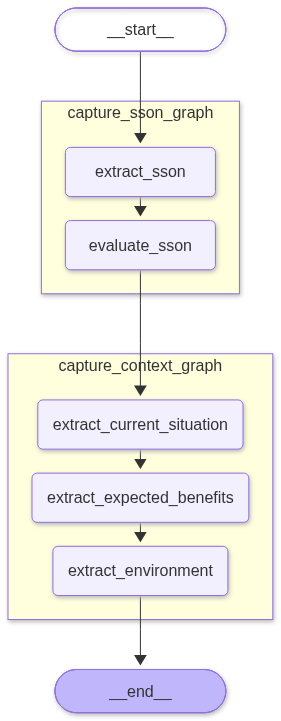 __start__
capture_sson_graph
extract_sson
evaluate_sson
capture_context_graph
extract_current_situation
extract_expected_benefits
extract_environment
__end__